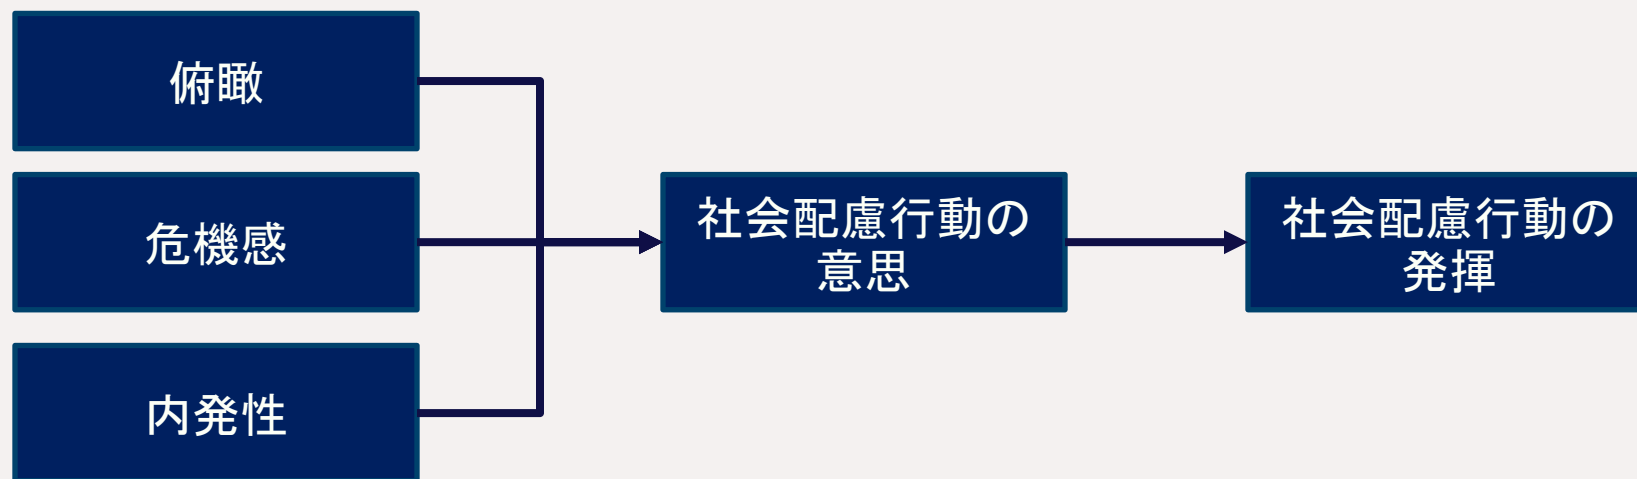 俯瞰
危機感
内発性
社会配慮行動の
意思
社会配慮行動の
発揮